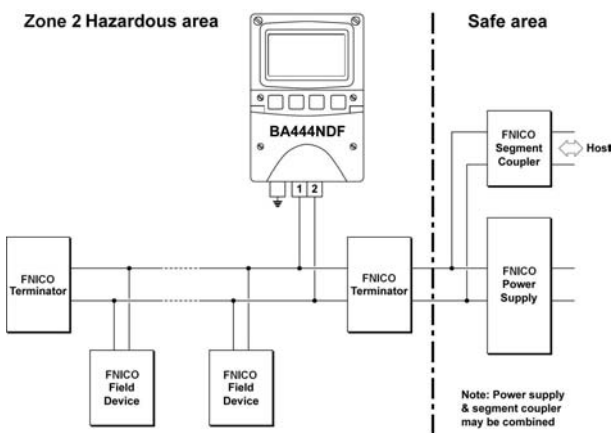 Zone 2 Hazardous area
Safe area
BA444NDF
1 2
FNICO
Segment
Coupler
Host
FNICO
Terminator
FNICO
Terminator
FNICO
Power
Supply
FNICO
Field
Device
FNICO
Field
Device
Note: Power supply
& segment coupler
may be combined